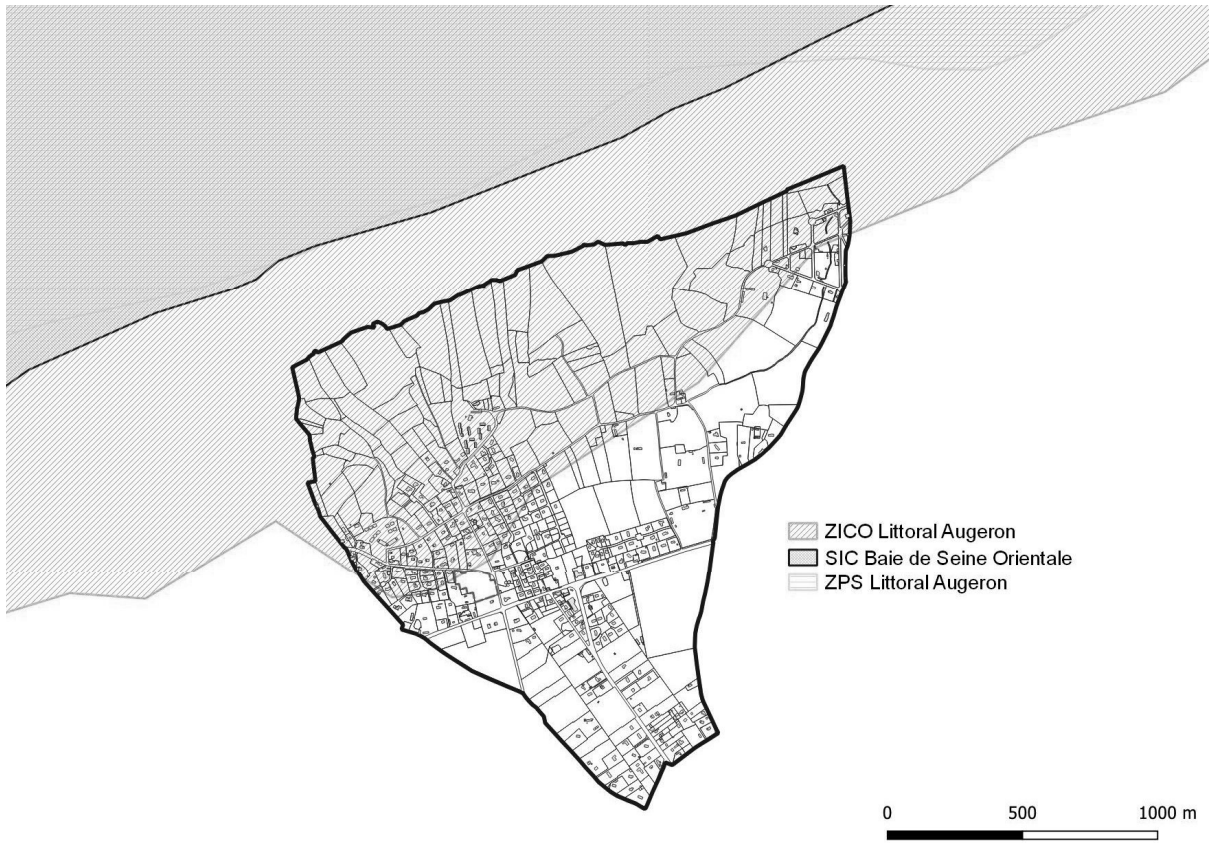 ZICO Littoral Augeron
SIC Baie de Seine Orientale
ZPS Littoral Augeron
0 500 1000 m